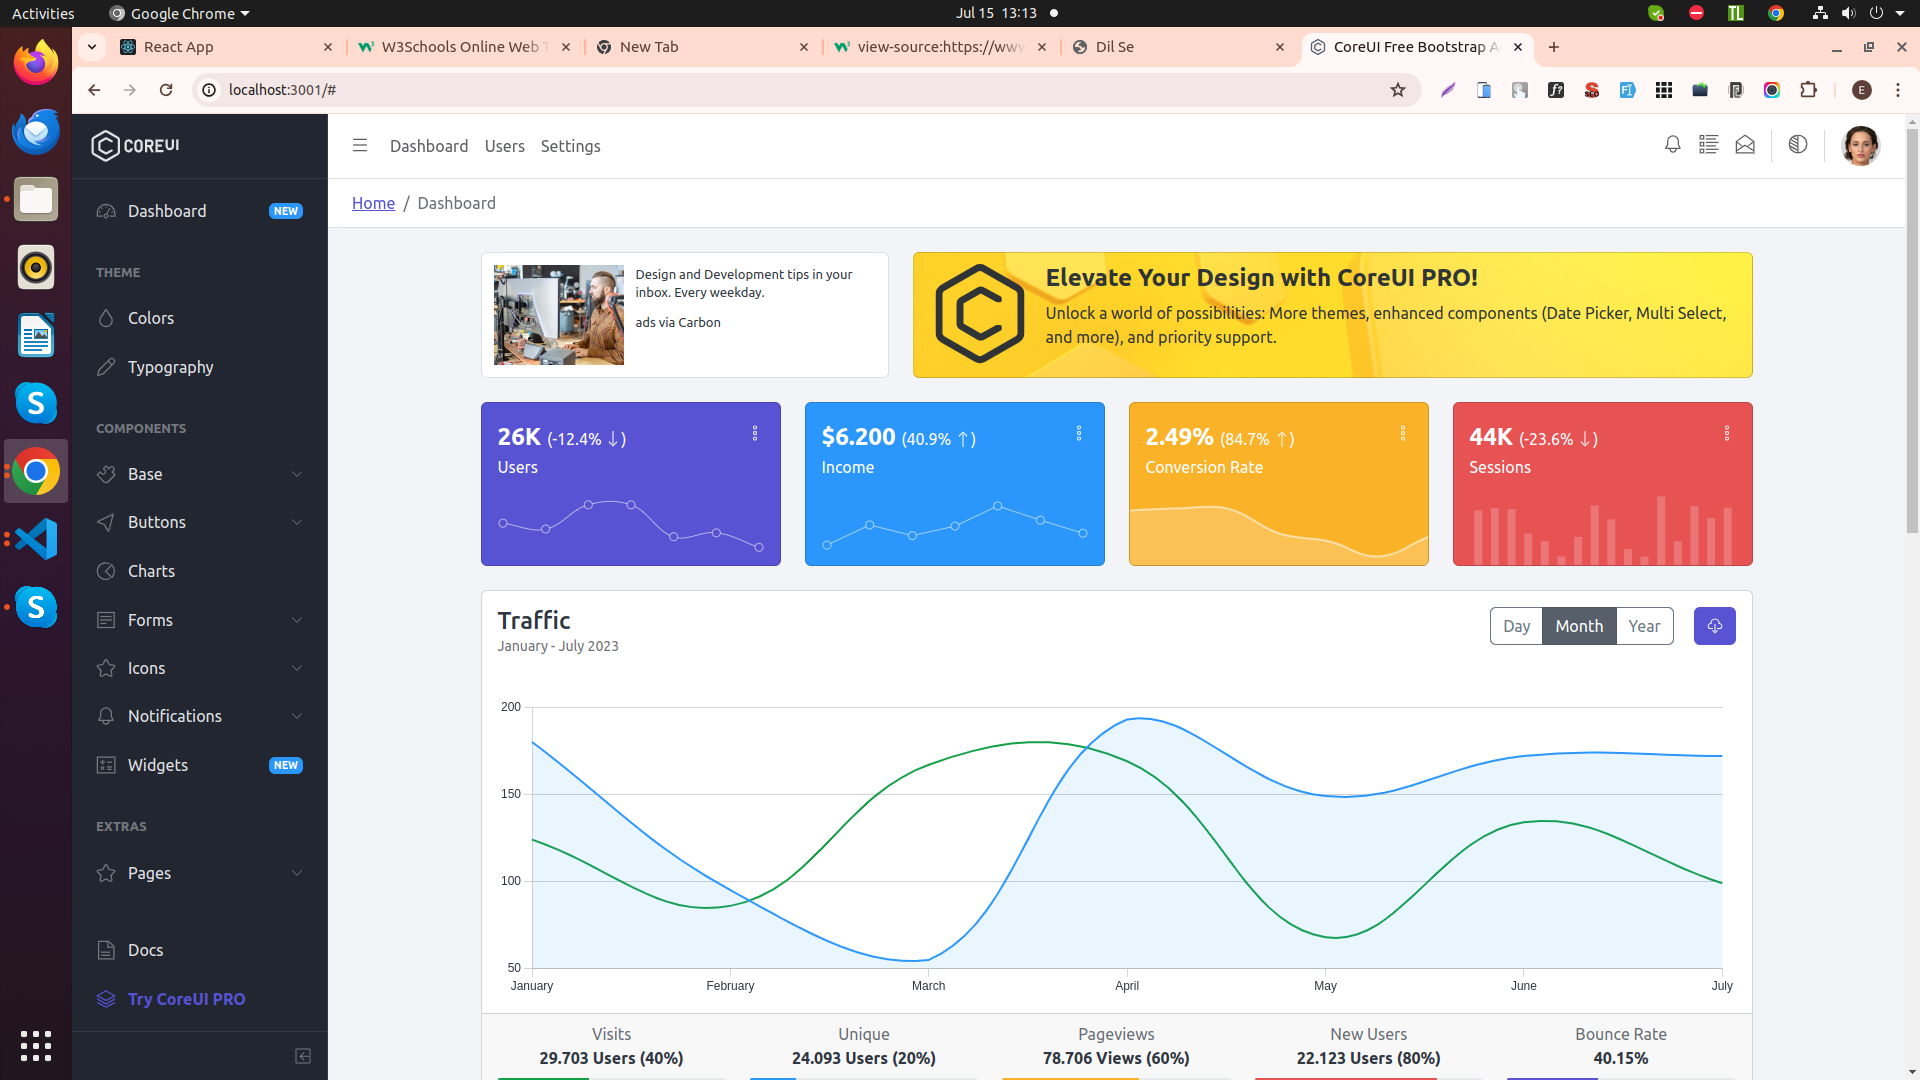 Activities
Google Chrome
Jul 15 13:13
TL
React App
W3Schools Online Web T
New Tab
view-source:https://www
Dil Se
CoreUI Free Bootstrap A
localhost:3001/#
E
COREUI
Dashboard NEW
THEME
Colors
Typography
COMPONENTS
Base
Buttons
Charts
Forms
Icons
Notifications
Widgets NEW
EXTRAS
Pages
Docs
Try CoreUI PRO
Dashboard Users Settings
Home / Dashboard
Design and Development tips in your
inbox. Every weekday.
ads via Carbon
Elevate Your Design with CoreUI PRO!
Unlock a world of possibilities: More themes, enhanced components (Date Picker, Multi Select,
and more), and priority support.
26K (-12.4% ↓)
Users
$6.200 (40.9% ↑)
Income
2.49% (84.7% ↑)
Conversion Rate
44K (-23.6% ↓)
Sessions
Traffic
January - July 2023
Day Month Year
200
150
100
50
January February March April May June July
Visits
29.703 Users (40%)
Unique
24.093 Users (20%)
Pageviews
78.706 Views (60%)
New Users
22.123 Users (80%)
Bounce Rate
40.15%